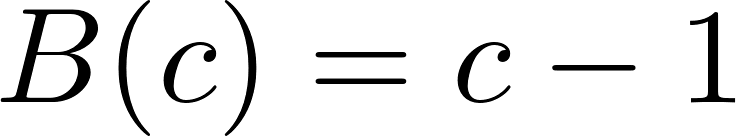 B(c) = c − 1